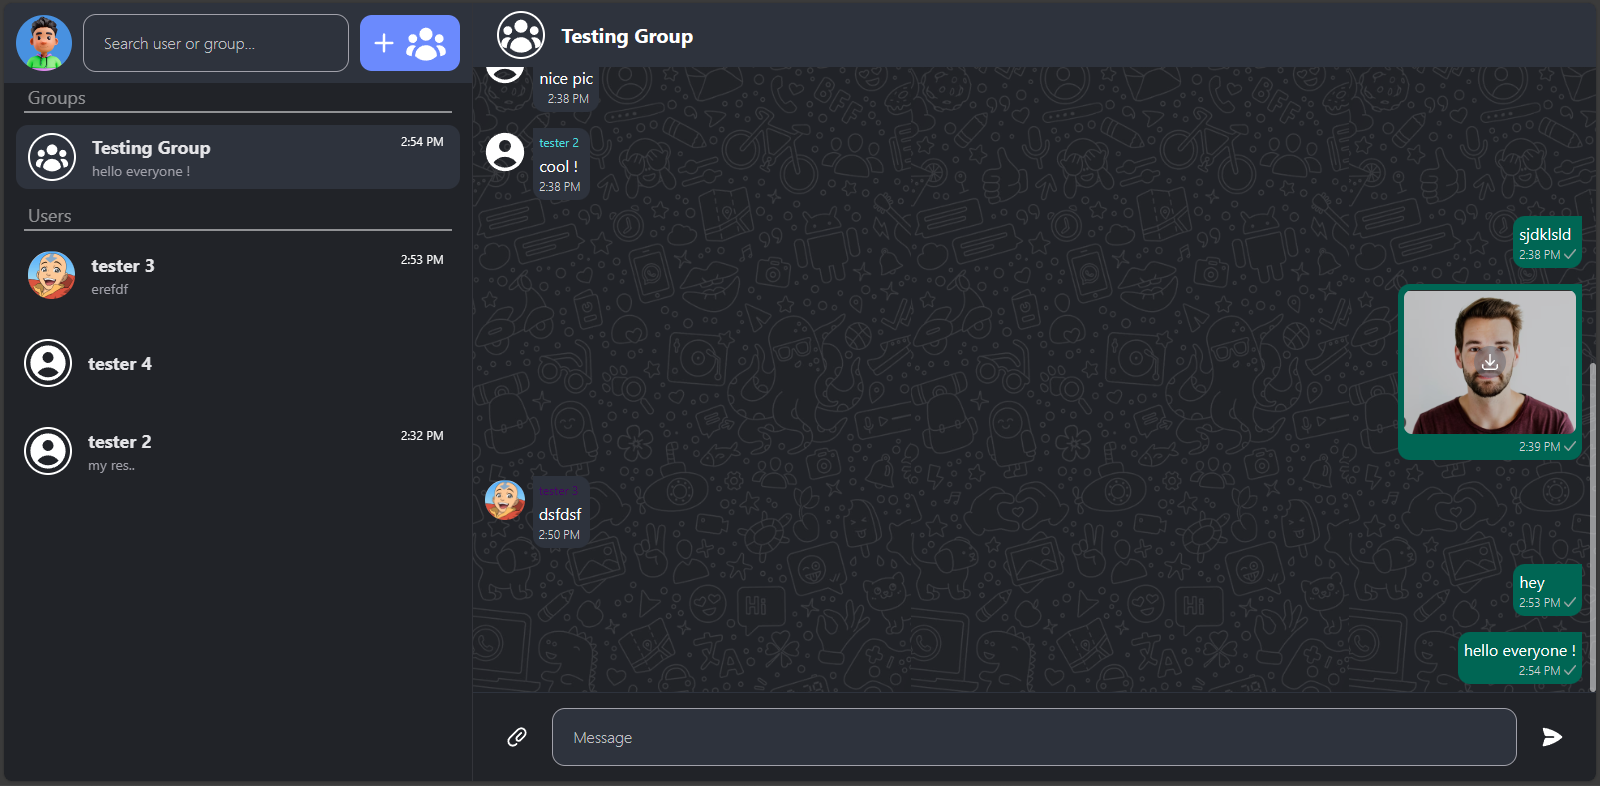 Search user or group...
Groups
Testing Group
2:54 PM
hello everyone !
Users
tester 3
2:53 PM
erefdf
tester 4
tester 2
2:32 PM
my res..
Testing Group
nice pic
2:38 PM
tester 2
cool !
2:38 PM
sjdklsld
2:38 PM
2:39 PM
tester 3
dsfdsf
2:50 PM
hey
2:53 PM
hello everyone !
2:54 PM
Hi
Hi
Message